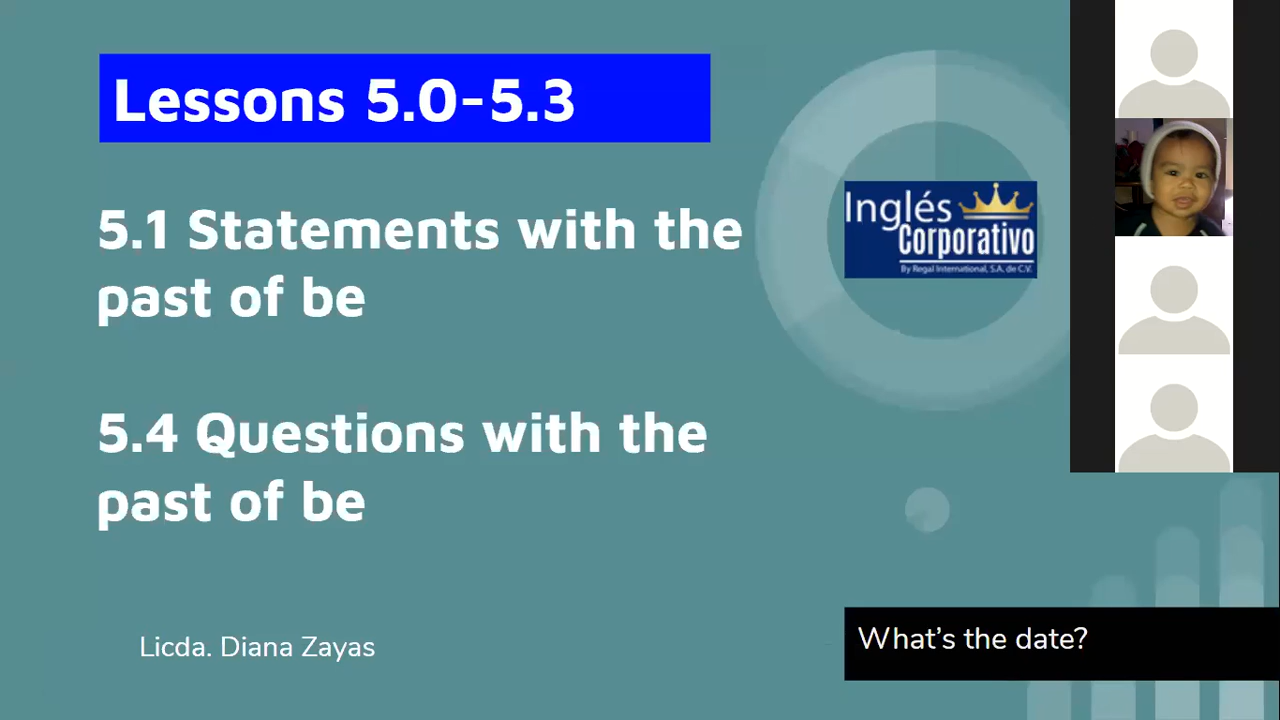 Lessons 5.0-5.3
5.1 Statements with the
past of be
Inglés
Corporativo
By Regal International, S.A. de C.V.
5.4 Questions with the
past of be
Licda. Diana Zayas
What's the date?